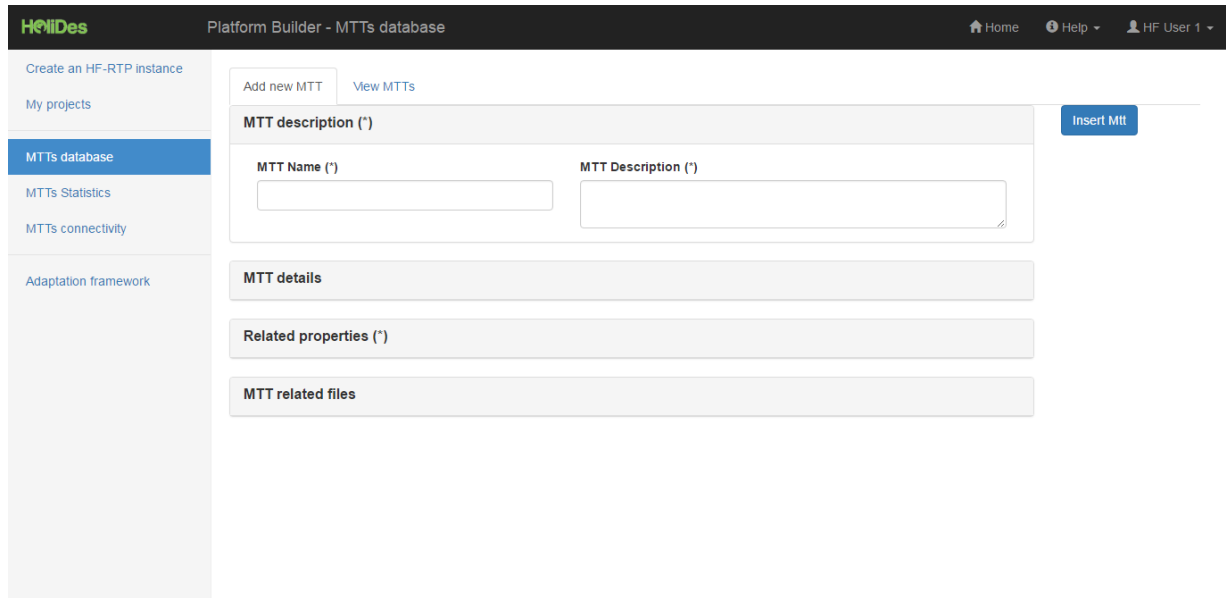 HoliDes Platform Builder - MTTs database Home Help HF User 1
Create an HF-RTP instance
My projects
MTTs database
MTTs Statistics
MTTs connectivity
Adaptation framework
Add new MTT View MTTs
MTT description (*)
Insert Mtt
MTT Name (*) MTT Description (*)
MTT details
Related properties (*)
MTT related files